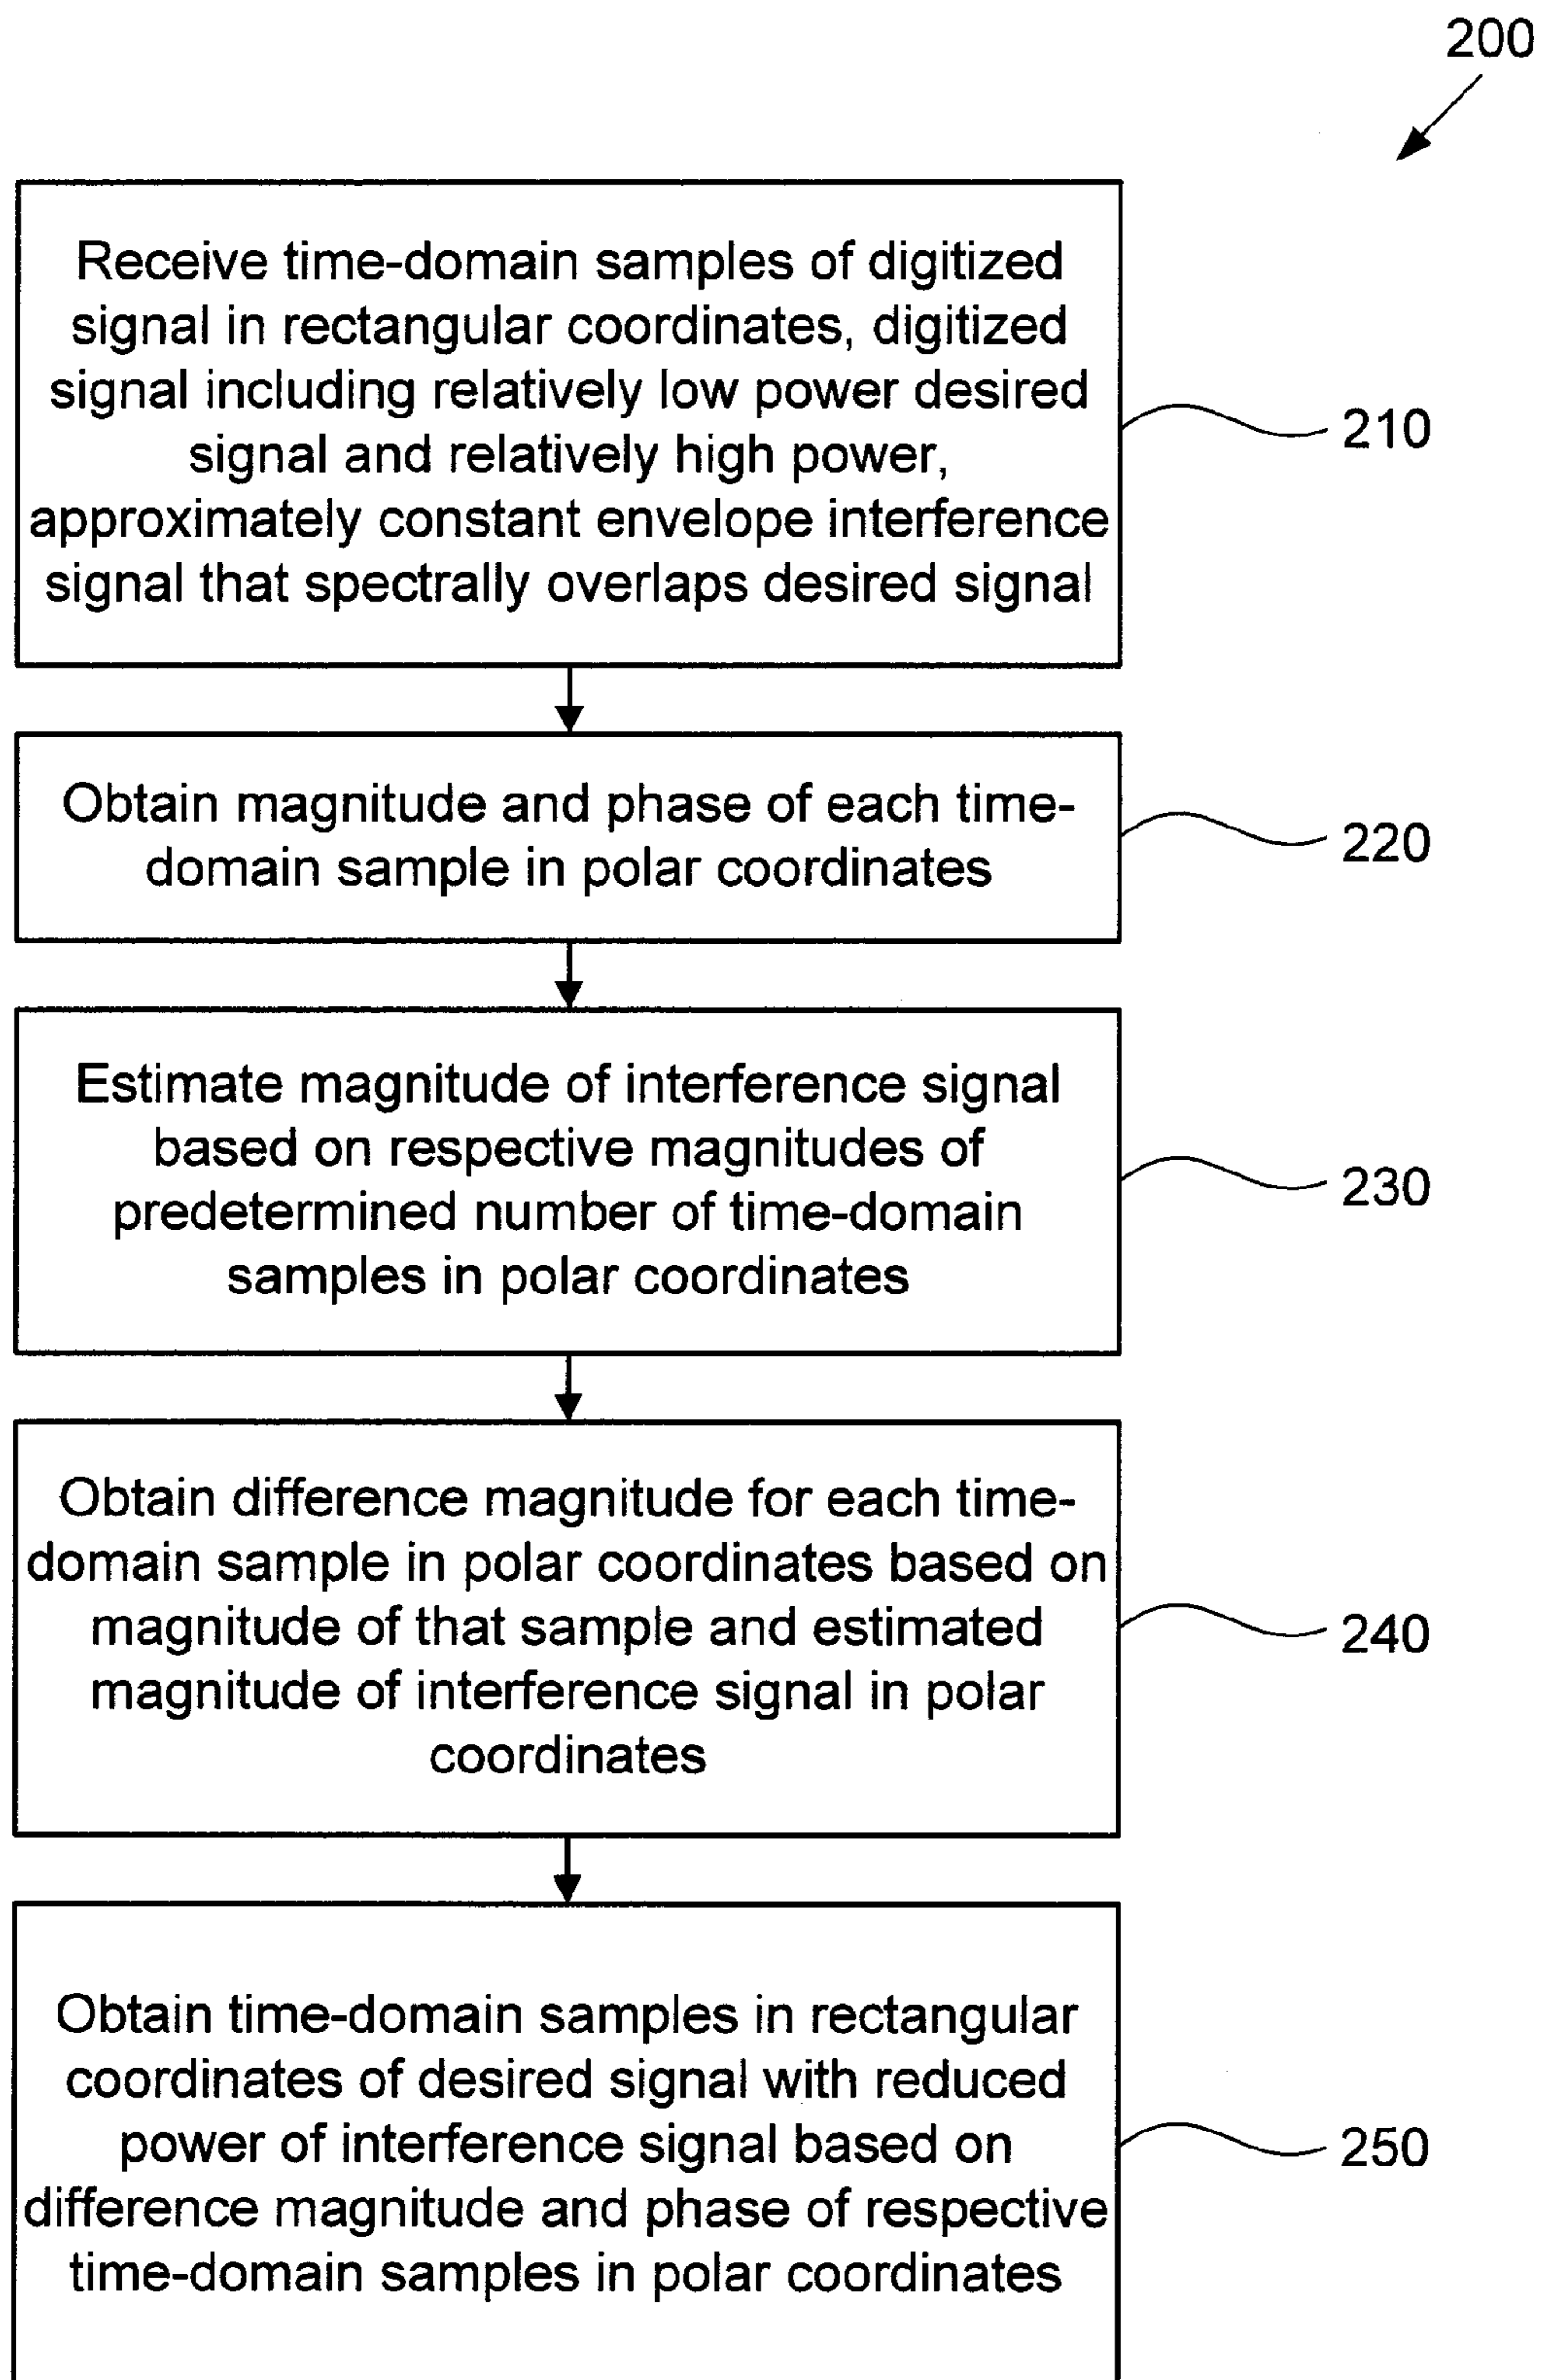 200
Receive time-domain samples of digitized
signal in rectangular coordinates, digitized
signal including relatively low power desired
signal and relatively high power,
approximately constant envelope interference
signal that spectrally overlaps desired signal
210
Obtain magnitude and phase of each time-
domain sample in polar coordinates
220
Estimate magnitude of interference signal
based on respective magnitudes of
predetermined number of time-domain
samples in polar coordinates
230
Obtain difference magnitude for each time-
domain sample in polar coordinates based on
magnitude of that sample and estimated
magnitude of interference signal in polar
coordinates
240
Obtain time-domain samples in rectangular
coordinates of desired signal with reduced
power of interference signal based on
difference magnitude and phase of respective
time-domain samples in polar coordinates
250